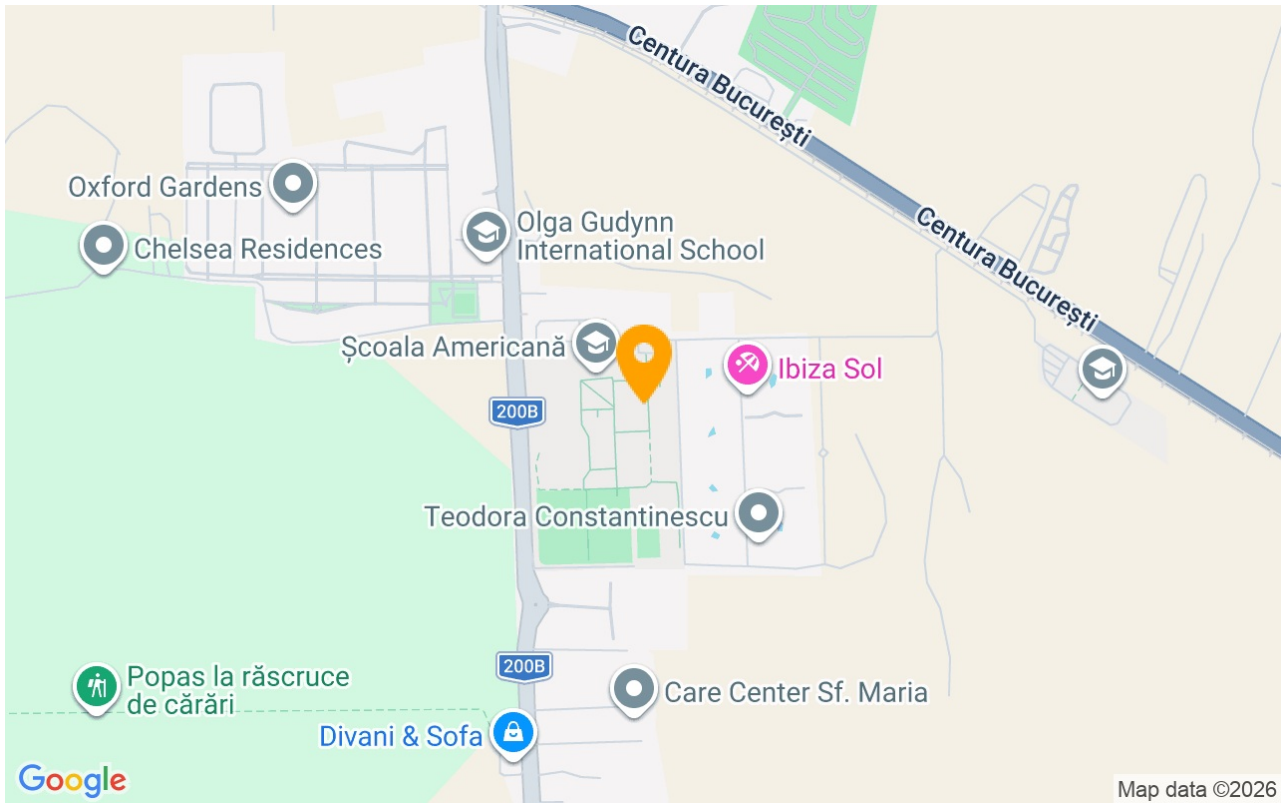 Centura București
Oxford Gardens
Olga Gudynn
International School
Chelsea Residences
Centura București
Școala Americană
Ibiza Sol
200B
Teodora Constantinescu
200B
Popas la răscruce
de cărări
Care Center Sf. Maria
Divani & Sofa
Google
Map data ©2026